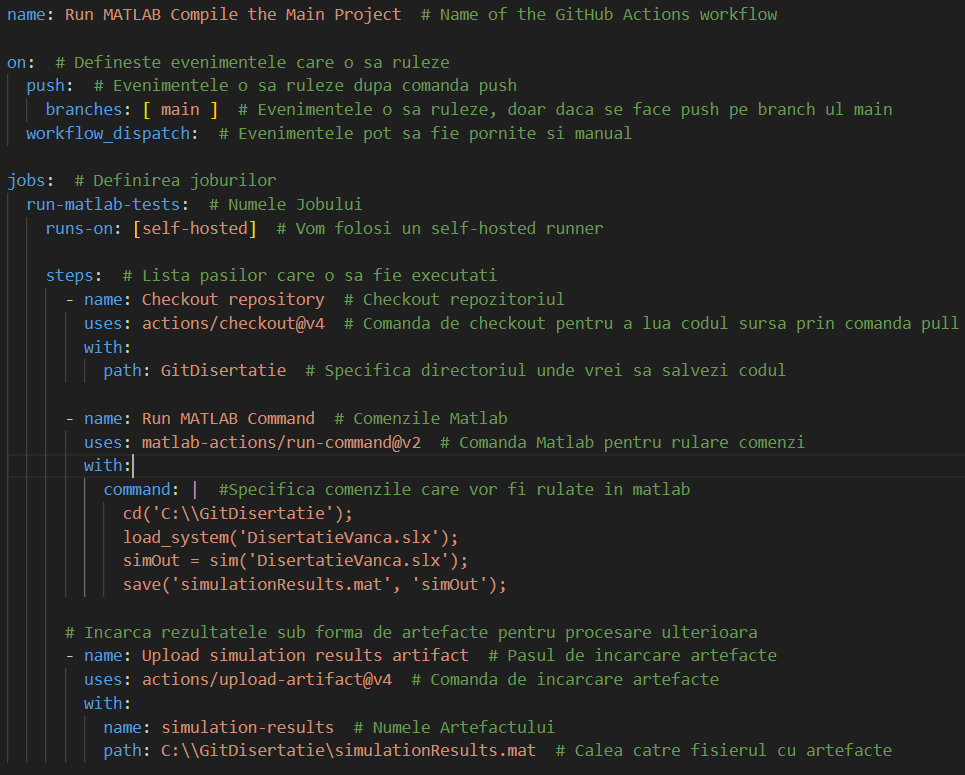 name: Run MATLAB Compile the Main Project  # Name of the GitHub Actions workflow

on:  # Defineste evenimentele care o sa ruleze
  push:  # Evenimentele o sa ruleze dupa comanda push
    branches: [ main ]  # Evenimentele o sa ruleze, doar daca se face push pe branch ul main
  workflow_dispatch:  # Evenimentele pot sa fie pornite si manual

jobs:  # Definirea joburilor
  run-matlab-tests:  # Numele Jobului
    runs-on: [self-hosted]  # Vom folosi un self-hosted runner

    steps:  # Lista pasilor care o sa fie executati
      - name: Checkout repository  # Checkout repozitoriul
        uses: actions/checkout@v4  # Comanda de checkout pentru a lua codul sursa prin comanda pull
        with:
          path: GitDisertatie  # Specifica directoriul unde vrei sa salvezi codul

      - name: Run MATLAB Command  # Comenzile Matlab
        uses: matlab-actions/run-command@v2  # Comanda Matlab pentru rulare comenzi
        with:
          command: |  #Specifica comenzile care vor fi rulate in matlab
            cd('C:\\GitDisertatie');
            load_system('DisertatieVanca.slx');
            simOut = sim('DisertatieVanca.slx');
            save('simulationResults.mat', 'simOut');

      # Incarca rezultatele sub forma de artefacte pentru procesare ulterioara
      - name: Upload simulation results artifact  # Pasul de incarcare artefacte
        uses: actions/upload-artifact@v4  # Comanda de incarcare artefacte
        with:
          name: simulation-results  # Numele Artefactului
          path: C:\\GitDisertatie\simulationResults.mat  # Calea catre fisierul cu artefacte